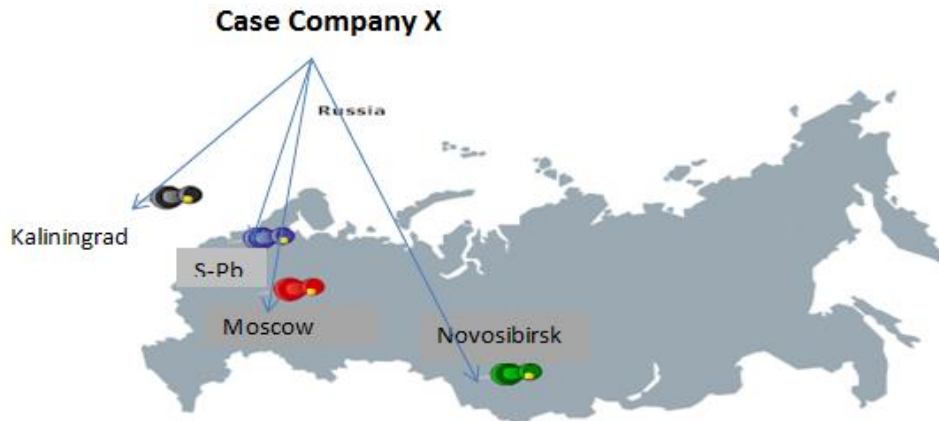 Case Company X
Russia
Kaliningrad
S-Pb
Moscow
Novosibirsk